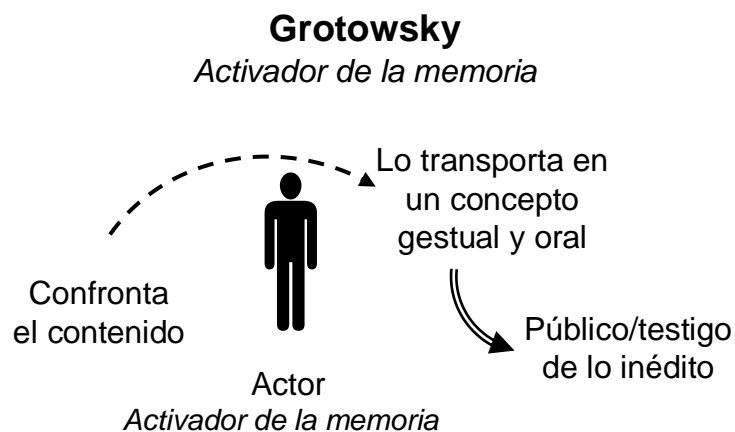 Grotowsky
Activador de la memoria
Lo transporta en
un concepto
gestual y oral
Confronta
el contenido
Público/testigo
de lo inédito
Actor
Activador de la memoria